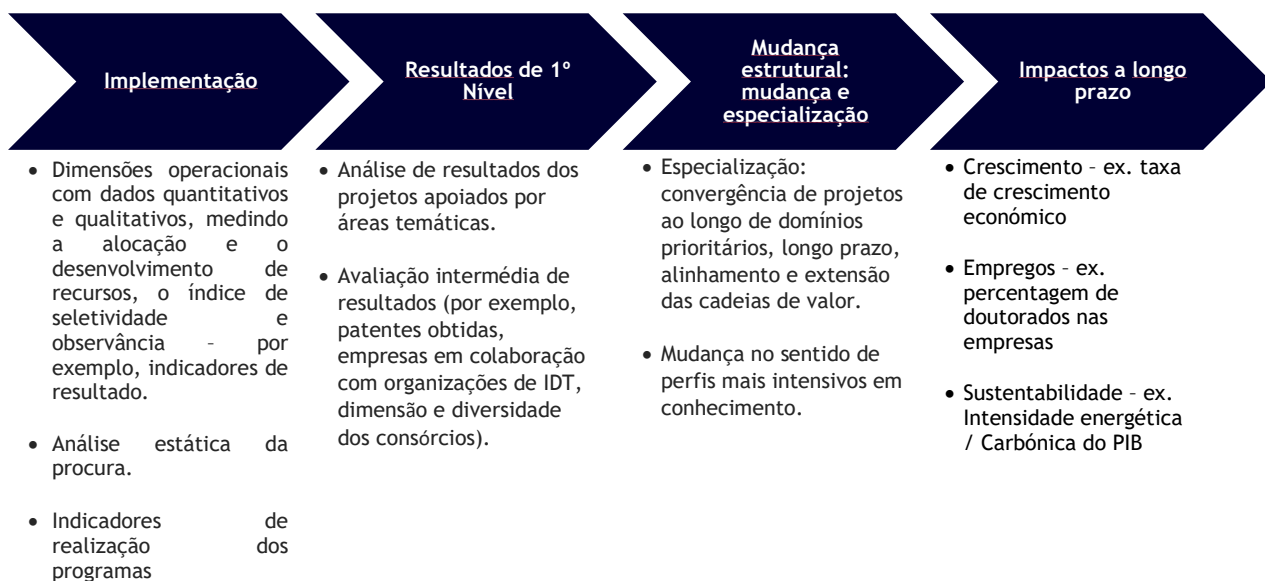 Implementação
Resultados de 1º
Nível
Mudança
estrutural:
mudança e
especialização
Impactos a longo
prazo
• Dimensões operacionais
com dados quantitativos
e qualitativos, medindo
a alocação e o
desenvolvimento de
recursos, o índice de
seletividade e
observância – por
exemplo, indicadores de
resultado.
• Análise estática da
procura.
• Indicadores de
realização dos
programas
• Análise de resultados dos
projetos apoiados por
áreas temáticas.
• Avaliação intermédia de
resultados (por exemplo,
patentes obtidas,
empresas em colaboração
com organizações de IDT,
dimensão e diversidade
dos consórcios).
• Especialização:
convergência de projetos
ao longo de domínios
prioritários, longo prazo,
alinhamento e extensão
das cadeias de valor.
• Mudança no sentido de
perfis mais intensivos em
conhecimento.
• Crescimento – ex. taxa
de crescimento
económico
• Empregos – ex.
percentagem de
doutorados nas
empresas
• Sustentabilidade – ex.
Intensidade energética
/ Carbónica do PIB